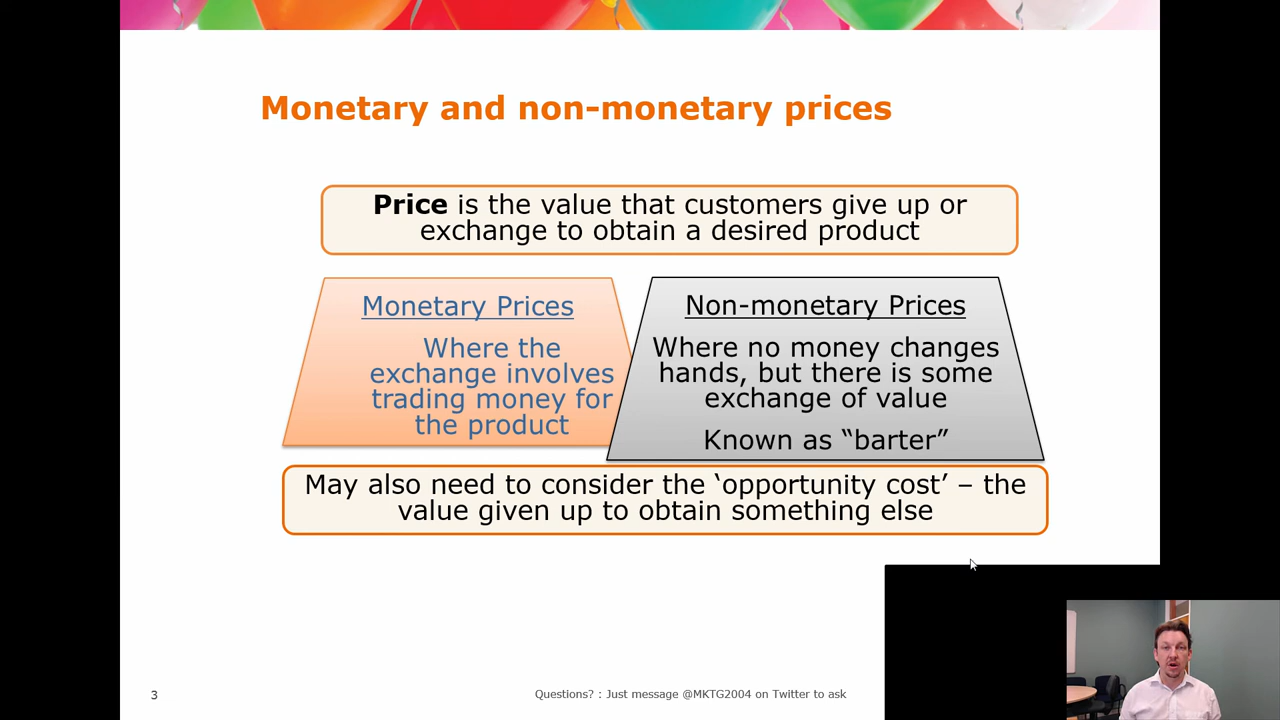 Monetary and non-monetary prices
Price is the value that customers give up or
exchange to obtain a desired product
Monetary Prices
Where the
exchange involves
trading money for
the product
Non-monetary Prices
Where no money changes
hands, but there is some
exchange of value
Known as “barter”
May also need to consider the ‘opportunity cost’ – the
value given up to obtain something else
3
Questions? : Just message @MKTG2004 on Twitter to ask